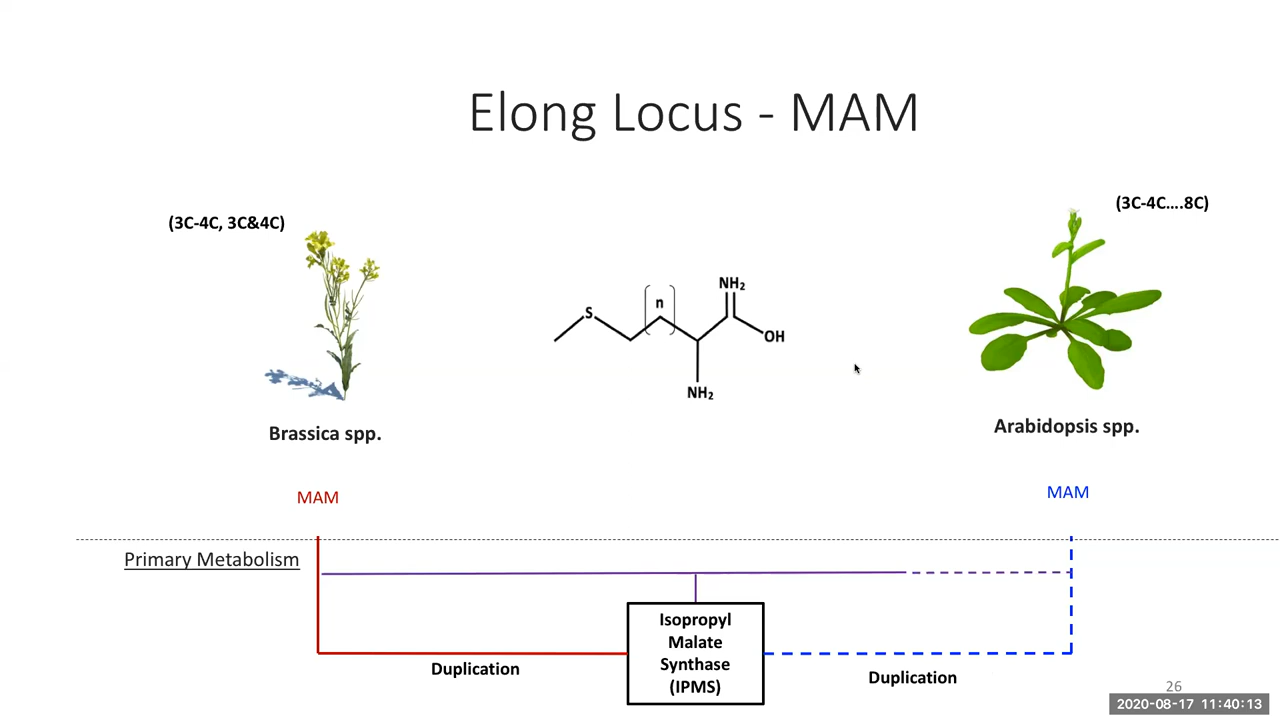 Elong Locus - MAM
(3C-4C, 3C&4C)
(3C-4C….8C)
NH₂
n
S
OH
NH₂
Brassica spp.
Arabidopsis spp.
MAM
MAM
Primary Metabolism
Isopropyl
Malate
Synthase
(IPMS)
Duplication
Duplication
26
2020-08-17 11:40:13